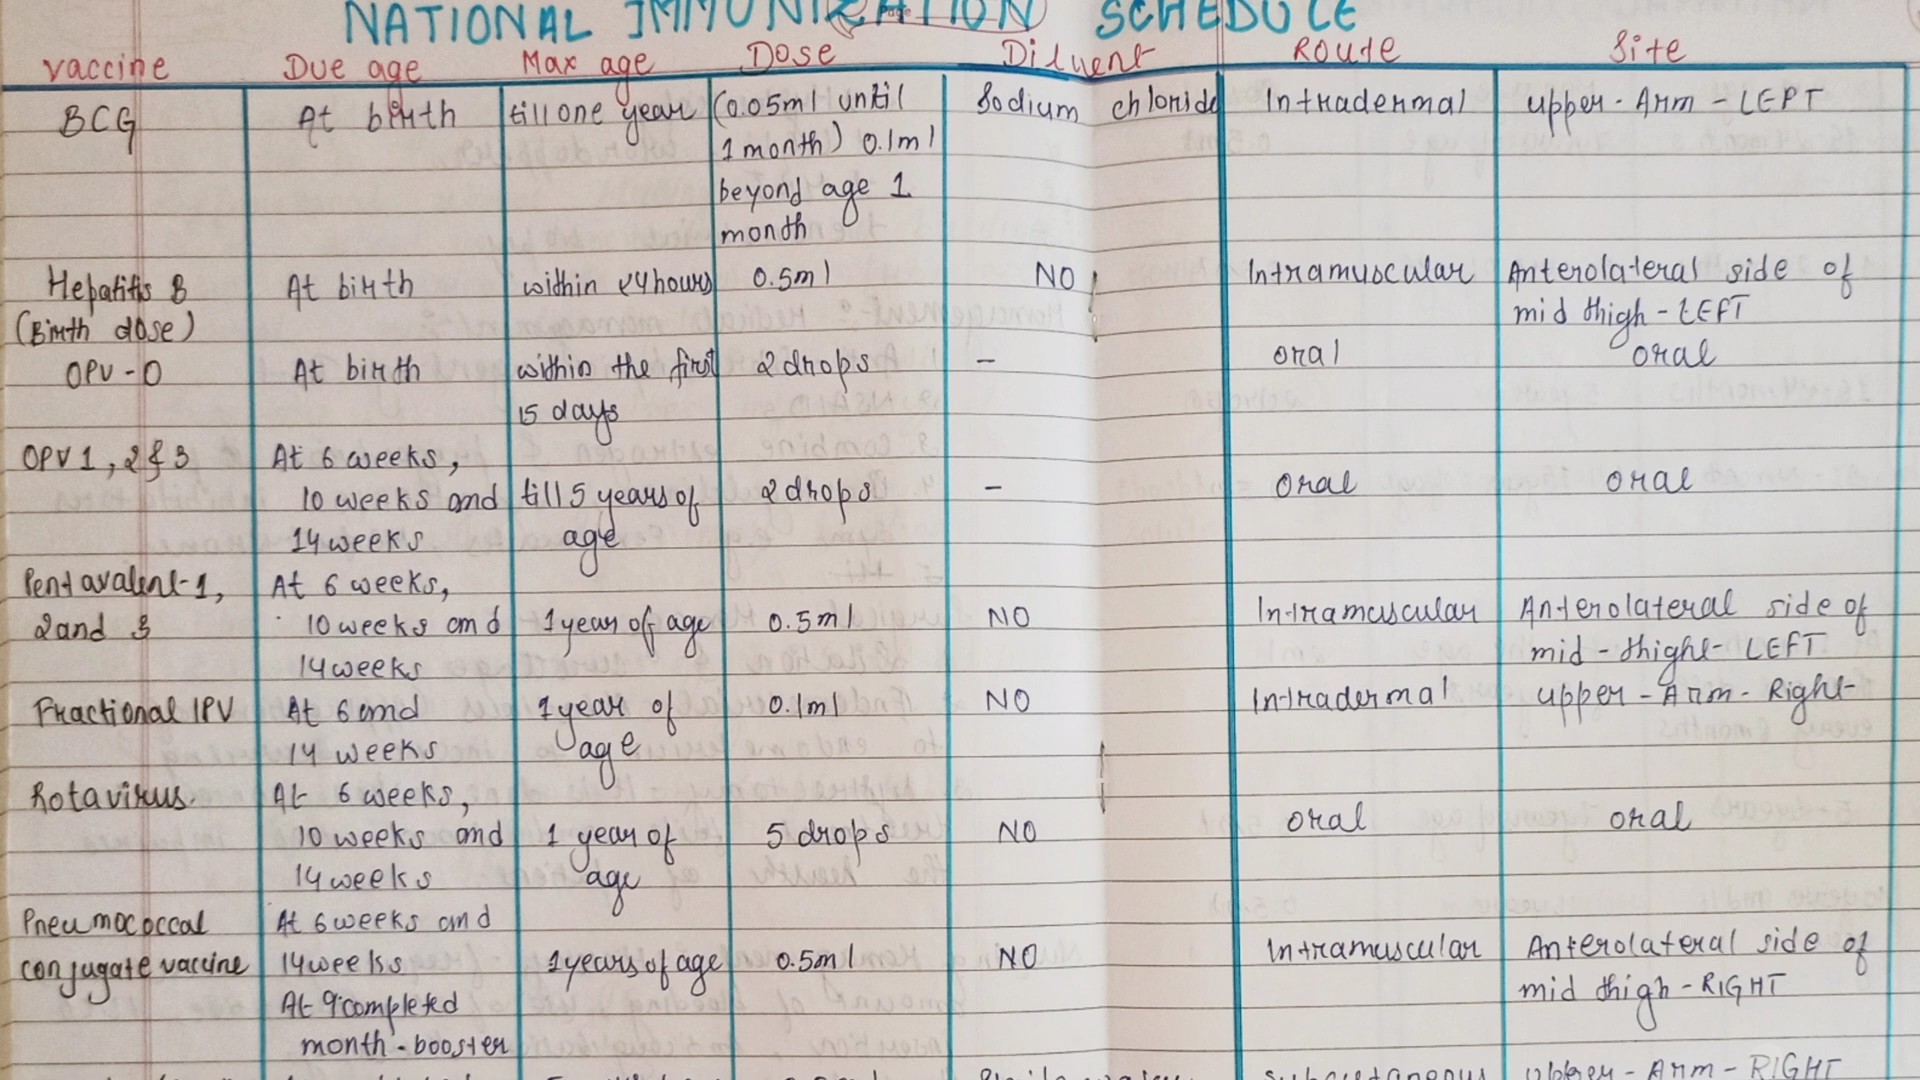 NATIONAL IMMUNIZATION SCHEDULE
vaccine Due age Max age Dose Diluent Route Site
BCG At birth till one year (0.05ml until Sodium chloride Intradermal upper - Arm - LEFT
1 month) 0.1ml
beyond age 1
month
Hepatitis B At birth within 24hours 0.5ml NO Intramuscular Anterolateral side of
(Birth dose) mid thigh - LEFT
OPV - 0 At birth within the first 2 drops - oral oral
15 days
OPV 1, 2 & 3 At 6 weeks,
10 weeks and till 5 years of 2 drops - oral oral
14 weeks age
Pentavalent-1, At 6 weeks,
2 and 3 10 weeks and 1 year of age 0.5ml NO Intramuscular Anterolateral side of
14 weeks mid - thigh - LEFT
Fractional IPV At 6 and 1 year of 0.1ml NO Intradermal upper - Arm - Right
14 weeks age
Rotavirus. At 6 weeks,
10 weeks and 1 year of 5 drops NO oral oral
14 weeks age
Pneumococcal At 6 weeks and
conjugate vaccine 14 weeks 1 years of age 0.5ml NO Intramuscular Anterolateral side of
At 9 completed mid thigh - RIGHT
month - booster
subcutaneous upper - Arm - RIGHT